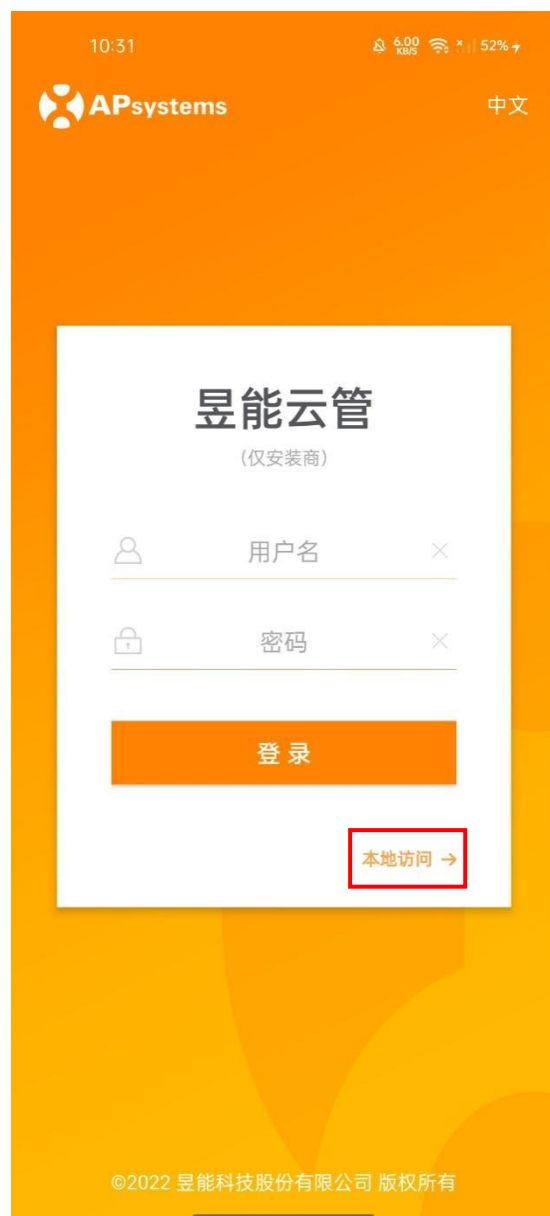 10:31 6.00 KB/S 52%
APsystems 中文
昱能云管
(仅安装商)
用户名
密码
登录
本地访问 →
©2022 昱能科技股份有限公司 版权所有